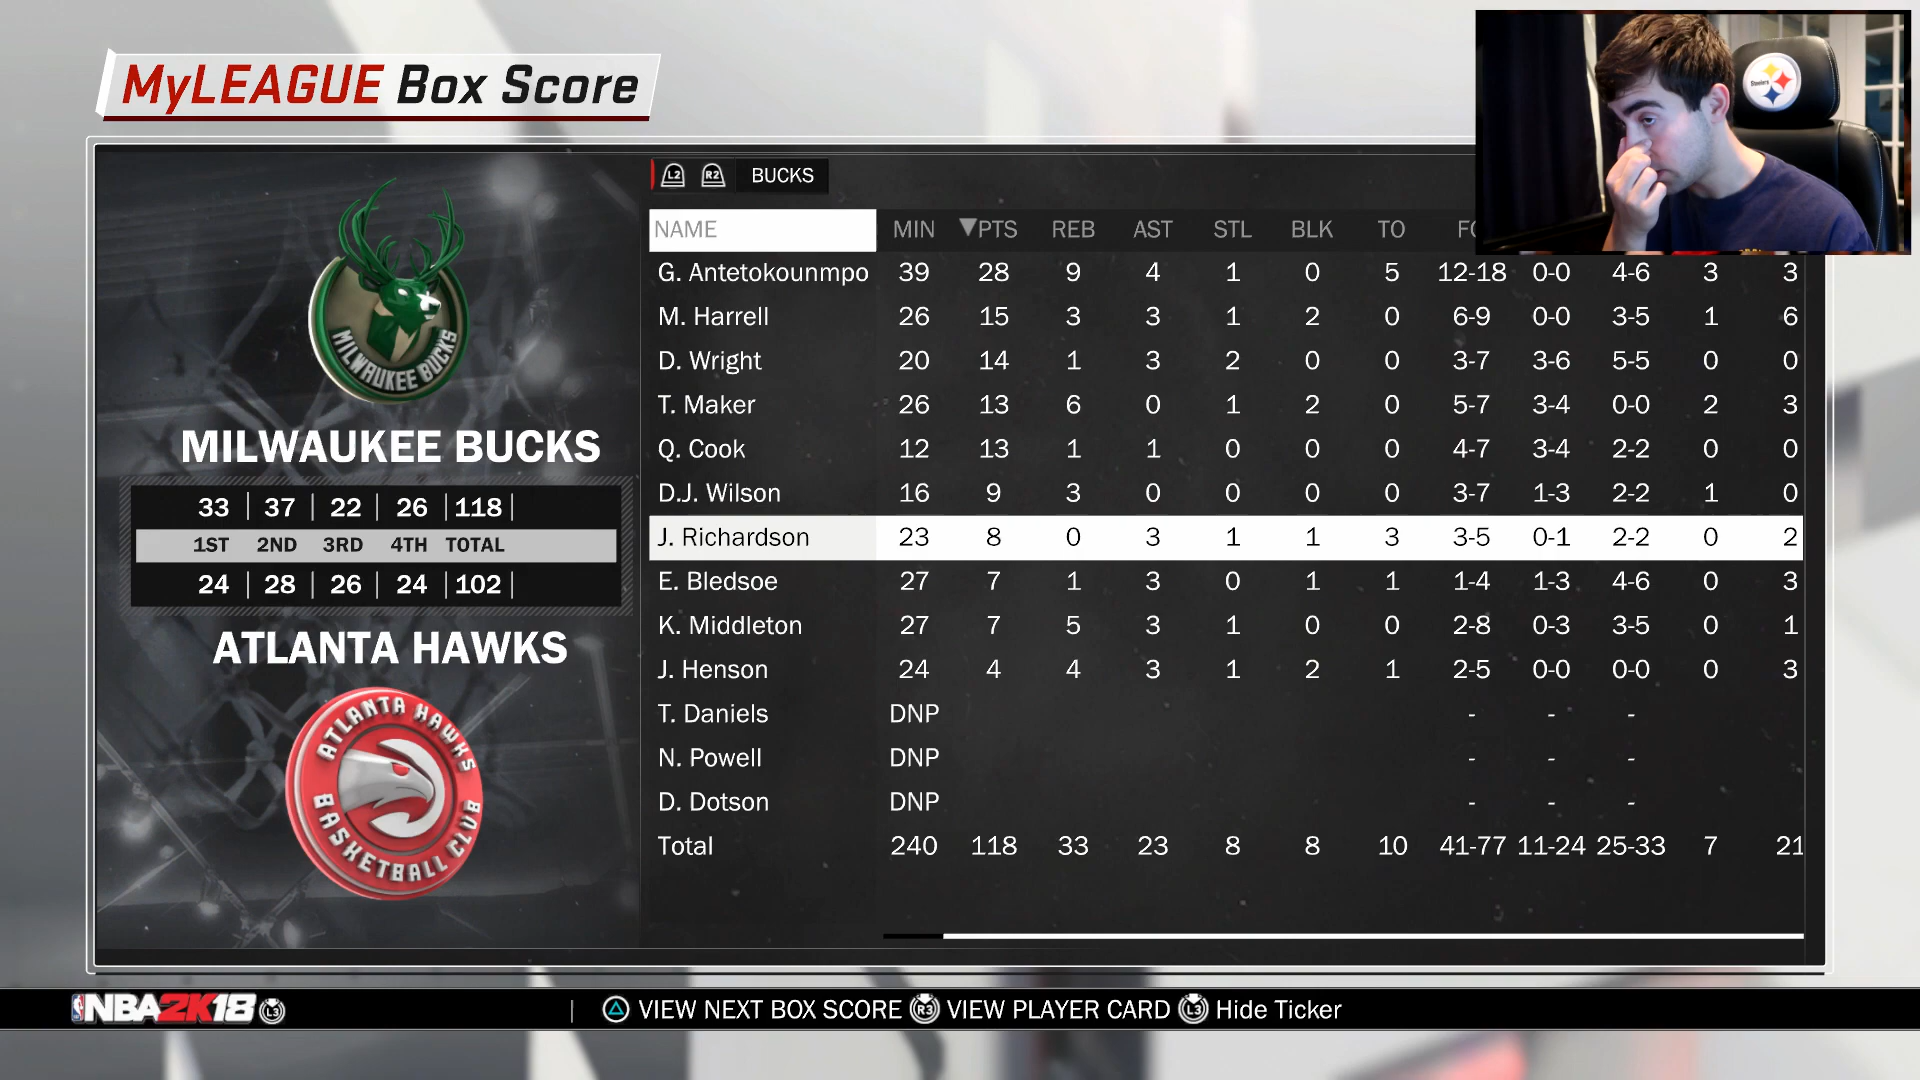 MyLEAGUE Box Score
Steelers
L2 R2 BUCKS
NAME MIN PTS REB AST STL BLK TO
G. Antetokounmpo 39 28 9 4 1 0 5 12-18 0-0 4-6 3 3
M. Harrell 26 15 3 3 1 2 0 6-9 0-0 3-5 1 6
D. Wright 20 14 1 3 2 0 0 3-7 3-6 5-5 0 0
T. Maker 26 13 6 0 1 2 0 5-7 3-4 0-0 2 3
Q. Cook 12 13 1 1 0 0 0 4-7 3-4 2-2 0 0
D.J. Wilson 16 9 3 0 0 0 0 3-7 1-3 2-2 1 0
J. Richardson 23 8 0 3 1 1 3 3-5 0-1 2-2 0 2
E. Bledsoe 27 7 1 3 0 1 1 1-4 1-3 4-6 0 3
K. Middleton 27 7 5 3 1 0 0 2-8 0-3 3-5 0 1
J. Henson 24 4 4 3 1 2 1 2-5 0-0 0-0 0 3
T. Daniels DNP - - -
N. Powell DNP - - -
D. Dotson DNP - - -
Total 240 118 33 23 8 8 10 41-77 11-24 25-33 7 21
MILWAUKEE BUCKS
MILWAUKEE BUCKS
33 37 22 26 118
1ST 2ND 3RD 4TH TOTAL
24 28 26 24 102
ATLANTA HAWKS
ATLANTA HAWKS
BASKETBALL CLUB
NBA2K18 L3
VIEW NEXT BOX SCORE R3 VIEW PLAYER CARD L3 Hide Ticker